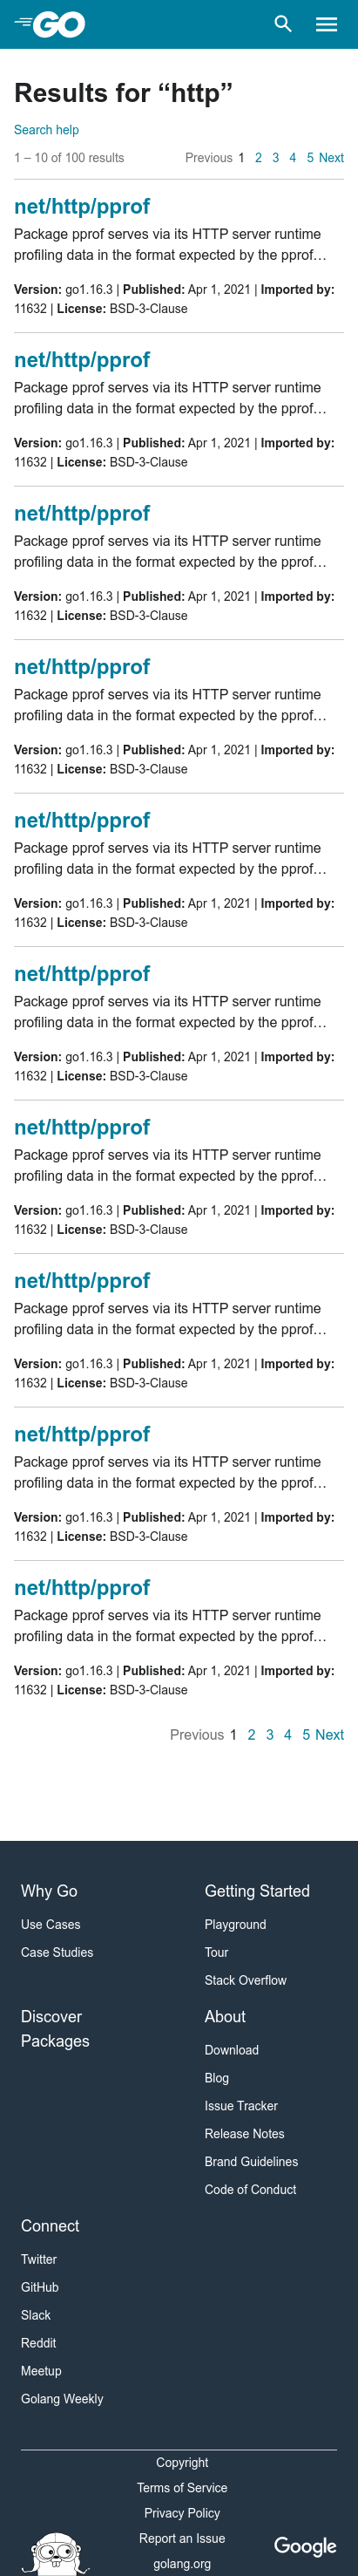 GO
Results for “http”
Search help
1 – 10 of 100 results Previous 1 2 3 4 5 Next
net/http/pprof
Package pprof serves via its HTTP server runtime
profiling data in the format expected by the pprof…
Version: go1.16.3 | Published: Apr 1, 2021 | Imported by:
11632 | License: BSD-3-Clause
net/http/pprof
Package pprof serves via its HTTP server runtime
profiling data in the format expected by the pprof…
Version: go1.16.3 | Published: Apr 1, 2021 | Imported by:
11632 | License: BSD-3-Clause
net/http/pprof
Package pprof serves via its HTTP server runtime
profiling data in the format expected by the pprof…
Version: go1.16.3 | Published: Apr 1, 2021 | Imported by:
11632 | License: BSD-3-Clause
net/http/pprof
Package pprof serves via its HTTP server runtime
profiling data in the format expected by the pprof…
Version: go1.16.3 | Published: Apr 1, 2021 | Imported by:
11632 | License: BSD-3-Clause
net/http/pprof
Package pprof serves via its HTTP server runtime
profiling data in the format expected by the pprof…
Version: go1.16.3 | Published: Apr 1, 2021 | Imported by:
11632 | License: BSD-3-Clause
net/http/pprof
Package pprof serves via its HTTP server runtime
profiling data in the format expected by the pprof…
Version: go1.16.3 | Published: Apr 1, 2021 | Imported by:
11632 | License: BSD-3-Clause
net/http/pprof
Package pprof serves via its HTTP server runtime
profiling data in the format expected by the pprof…
Version: go1.16.3 | Published: Apr 1, 2021 | Imported by:
11632 | License: BSD-3-Clause
net/http/pprof
Package pprof serves via its HTTP server runtime
profiling data in the format expected by the pprof…
Version: go1.16.3 | Published: Apr 1, 2021 | Imported by:
11632 | License: BSD-3-Clause
net/http/pprof
Package pprof serves via its HTTP server runtime
profiling data in the format expected by the pprof…
Version: go1.16.3 | Published: Apr 1, 2021 | Imported by:
11632 | License: BSD-3-Clause
net/http/pprof
Package pprof serves via its HTTP server runtime
profiling data in the format expected by the pprof…
Version: go1.16.3 | Published: Apr 1, 2021 | Imported by:
11632 | License: BSD-3-Clause
Previous 1 2 3 4 5 Next
Why Go
Use Cases
Case Studies
Getting Started
Playground
Tour
Stack Overflow
Discover
Packages
About
Download
Blog
Issue Tracker
Release Notes
Brand Guidelines
Code of Conduct
Connect
Twitter
GitHub
Slack
Reddit
Meetup
Golang Weekly
Copyright
Terms of Service
Privacy Policy
Report an Issue
golang.org
Google